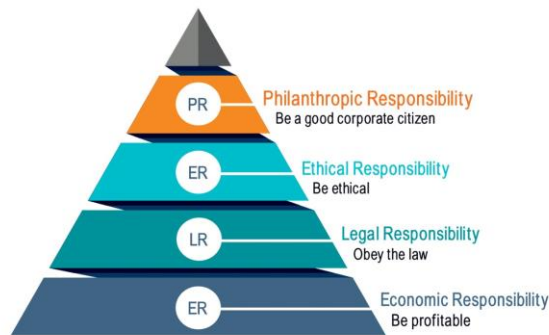 PR
Philanthropic Responsibility
Be a good corporate citizen
ER
Ethical Responsibility
Be ethical
LR
Legal Responsibility
Obey the law
ER
Economic Responsibility
Be profitable